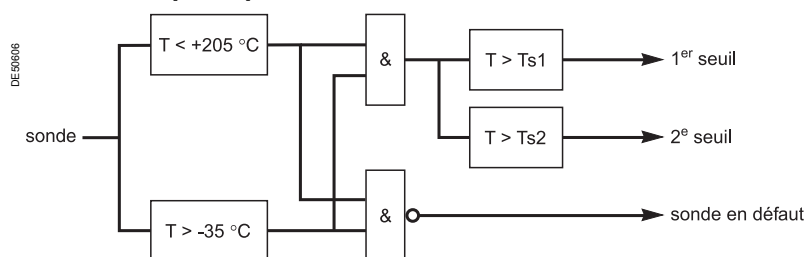 DE50606
T < +205 °C
&
T > Ts1
1er seuil
sonde
T > Ts2
2e seuil
T > -35 °C
&
sonde en défaut